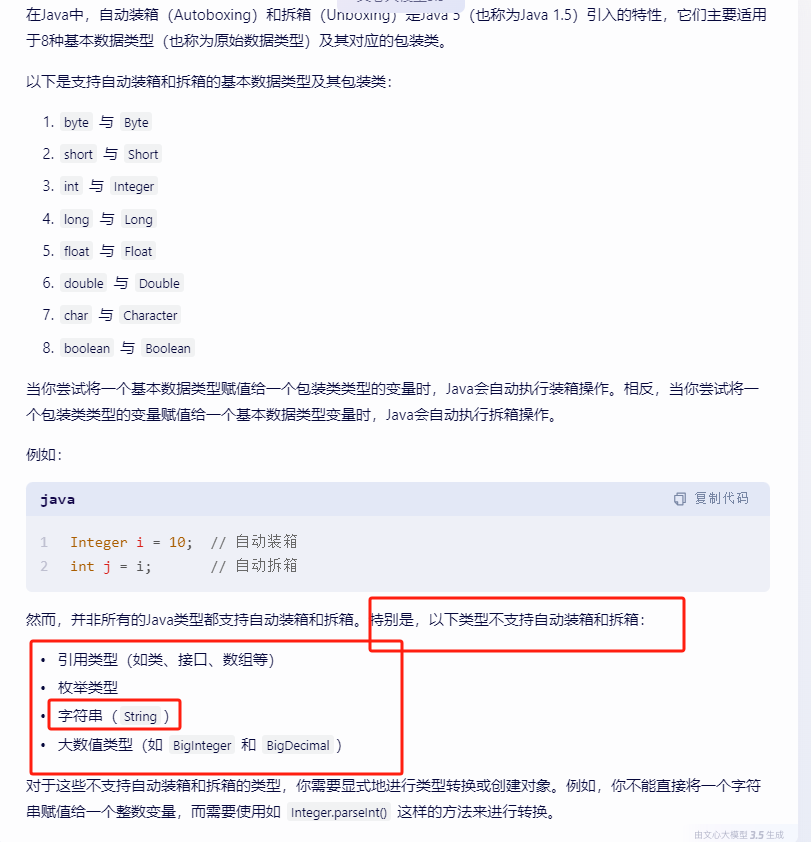 在Java中，自动装箱（Autoboxing）和拆箱（Unboxing）是Java 5（也称为Java 1.5）引入的特性，它们主要适用
于8种基本数据类型（也称为原始数据类型）及其对应的包装类。
以下是支持自动装箱和拆箱的基本数据类型及其包装类：
1. byte 与 Byte
2. short 与 Short
3. int 与 Integer
4. long 与 Long
5. float 与 Float
6. double 与 Double
7. char 与 Character
8. boolean 与 Boolean
当你尝试将一个基本数据类型赋值给一个包装类类型的变量时，Java会自动执行装箱操作。相反，当你尝试将一
个包装类类型的变量赋值给一个基本数据类型变量时，Java会自动执行拆箱操作。
例如：
java 复制代码
1 Integer i = 10; // 自动装箱
2 int j = i; // 自动拆箱
然而，并非所有的Java类型都支持自动装箱和拆箱。特别是，以下类型不支持自动装箱和拆箱：
• 引用类型（如类、接口、数组等）
• 枚举类型
• 字符串（ String ）
• 大数值类型（如 BigInteger 和 BigDecimal ）
对于这些不支持自动装箱和拆箱的类型，你需要显式地进行类型转换或创建对象。例如，你不能直接将一个字符
串赋值给一个整数变量，而需要使用如 Integer.parseInt() 这样的方法来进行转换。
由文心大模型 3.5 生成